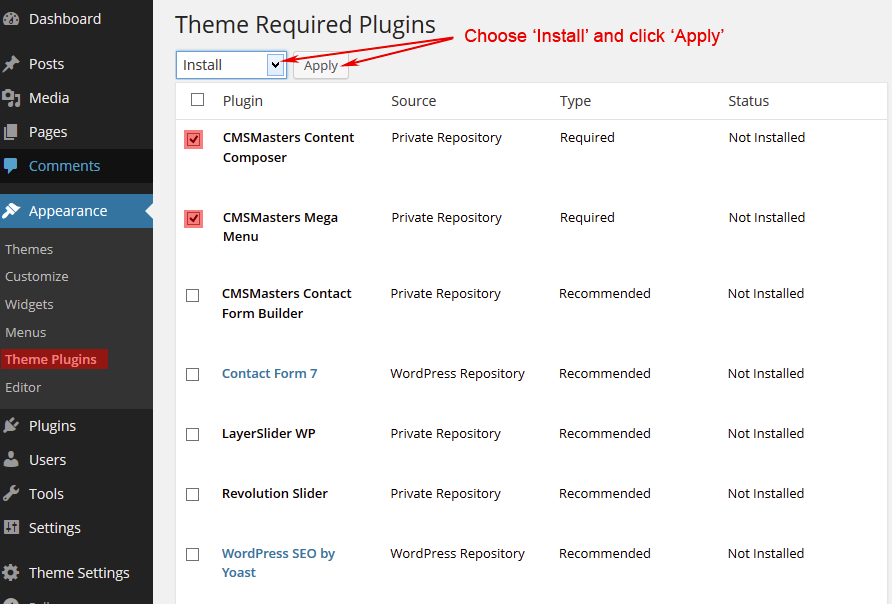 Dashboard
Posts
Media
Pages
Comments
Appearance
Themes
Customize
Widgets
Menus
Theme Plugins
Editor
Plugins
Users
Tools
Settings
Theme Settings
Theme Required Plugins
Choose ‘Install’ and click ‘Apply’
Install Apply
Plugin Source Type Status
CMSMasters Content Private Repository Required Not Installed
Composer
CMSMasters Mega Private Repository Required Not Installed
Menu
CMSMasters Contact Private Repository Recommended Not Installed
Form Builder
Contact Form 7 WordPress Repository Recommended Not Installed
LayerSlider WP Private Repository Recommended Not Installed
Revolution Slider Private Repository Recommended Not Installed
WordPress SEO by WordPress Repository Recommended Not Installed
Yoast